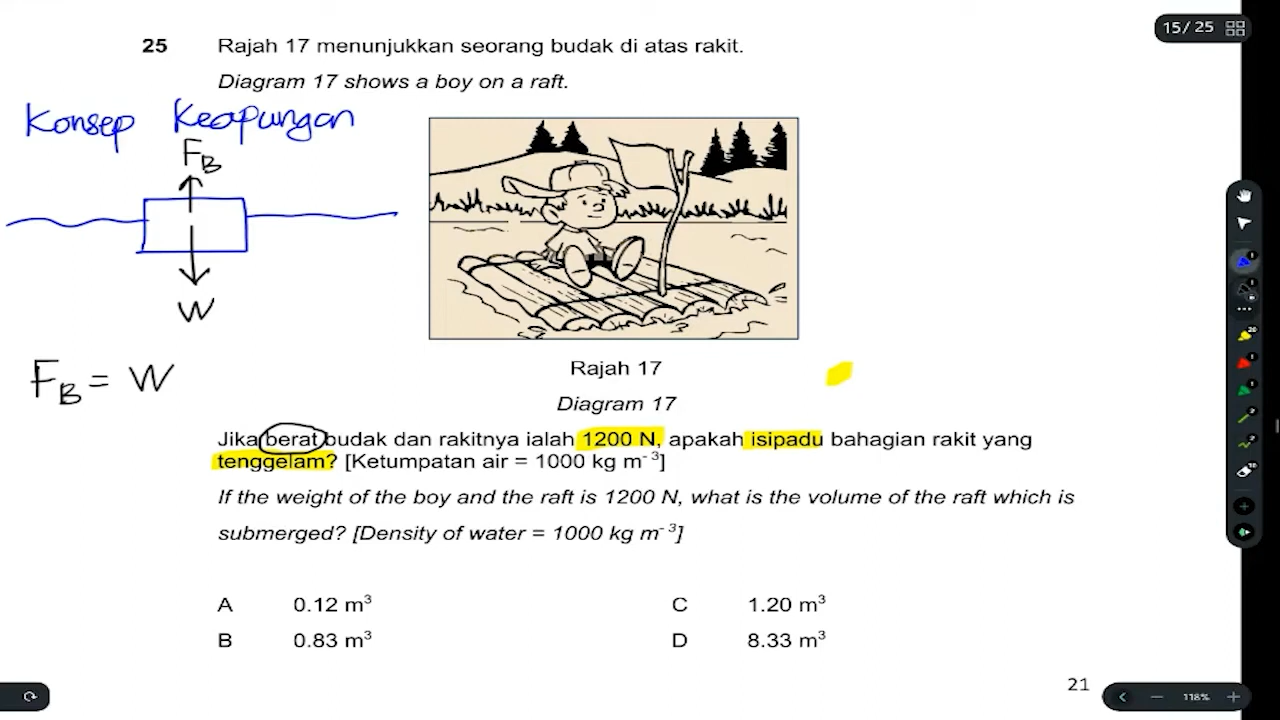 15/ 25
25 Rajah 17 menunjukkan seorang budak di atas rakit.
Diagram 17 shows a boy on a raft.
Konsep Keapungan
FB
W
FB = W
Rajah 17
Diagram 17
Jika berat budak dan rakitnya ialah 1200 N, apakah isipadu bahagian rakit yang
tenggelam? [Ketumpatan air = 1000 kg m⁻³]
If the weight of the boy and the raft is 1200 N, what is the volume of the raft which is
submerged? [Density of water = 1000 kg m⁻³]
A 0.12 m³ C 1.20 m³
B 0.83 m³ D 8.33 m³
21
118%